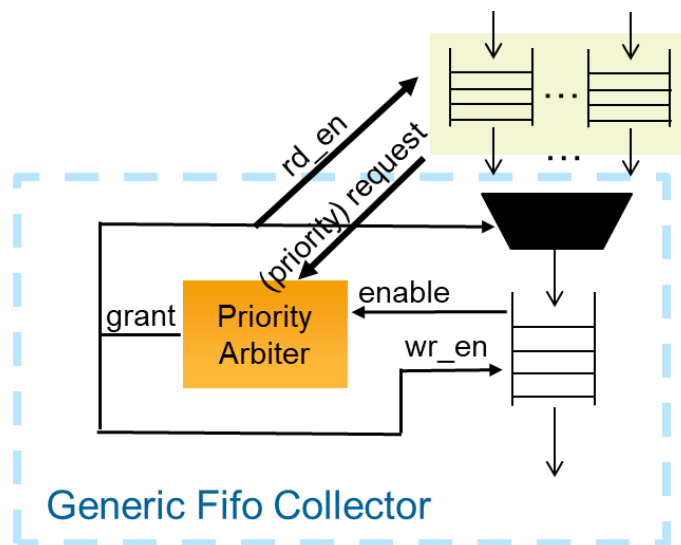 rd_en
(priority) request
grant
Priority
Arbiter
enable
wr_en
Generic Fifo Collector